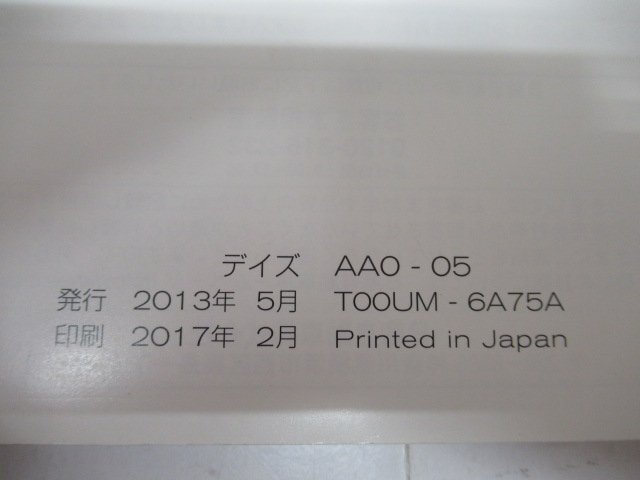 デイズ AA0 - 05
発行 2013年 5月 T00UM - 6A75A
印刷 2017年 2月 Printed in Japan